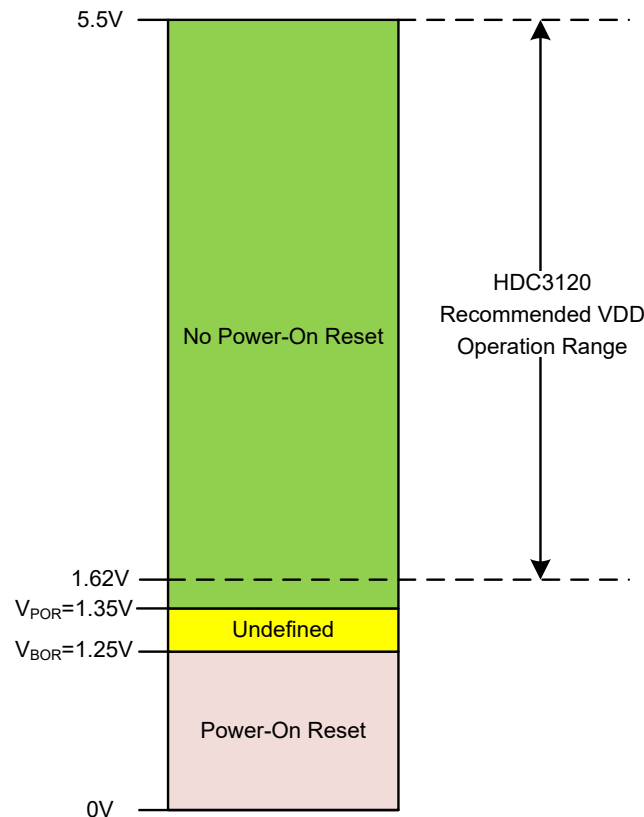 5.5V
No Power-On Reset
HDC3120
Recommended VDD
Operation Range
1.62V
VPOR=1.35V
Undefined
VBOR=1.25V
Power-On Reset
0V